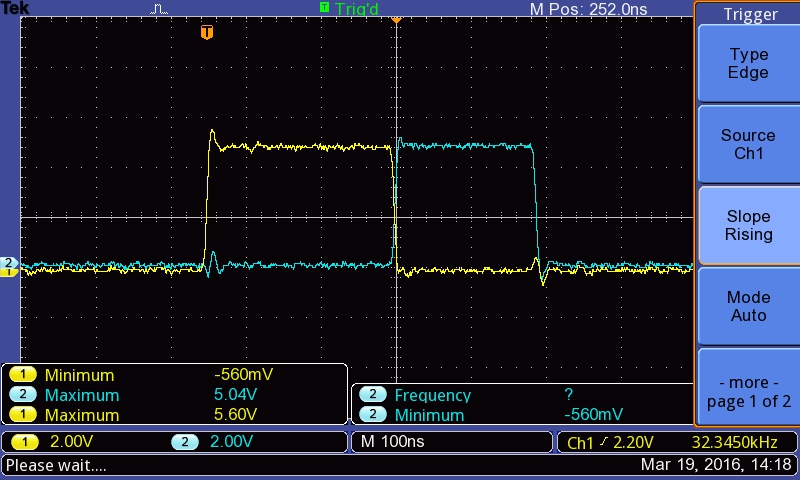 Tek
T Trig'd
M Pos: 252.0ns
Trigger
T
Type
Edge
Source
Ch1
Slope
Rising
2
1
Mode
Auto
1 Minimum -560mV
2 Maximum 5.04V
1 Maximum 5.60V
2 Frequency ?
2 Minimum -560mV
- more -
page 1 of 2
1 2.00V
2 2.00V
M 100ns
Ch1 2.20V 32.3450kHz
Please wait....
Mar 19, 2016, 14:18